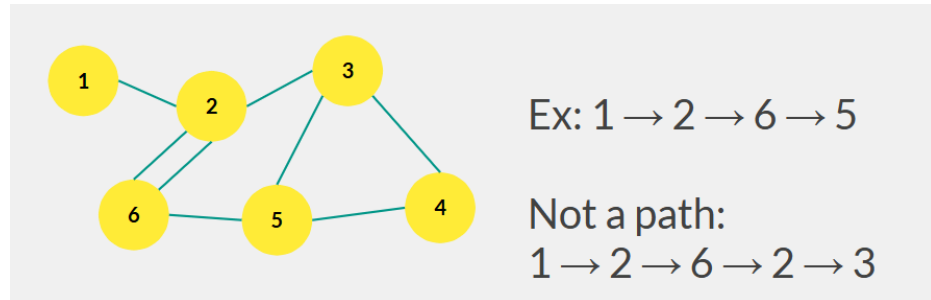 1
2
3
6
5
4
Ex: 1 → 2 → 6 → 5
Not a path:
1 → 2 → 6 → 2 → 3